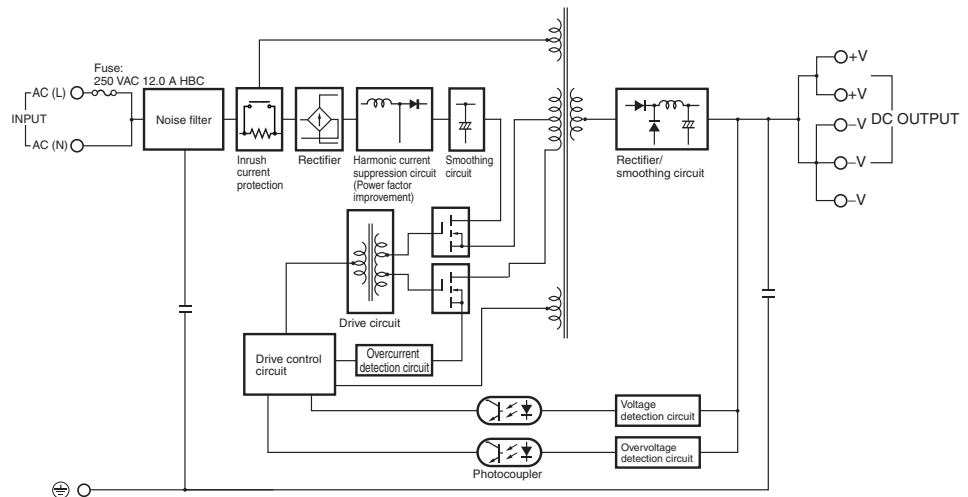 Fuse:
250 VAC 12.0 A HBC
AC (L)
INPUT
AC (N)
Noise filter
Inrush
current
protection
Rectifier
Harmonic current
suppression circuit
(Power factor
improvement)
Smoothing
circuit
Rectifier/
smoothing circuit
+V
+V
–V
–V
–V
DC OUTPUT
Drive circuit
Drive control
circuit
Overcurrent
detection circuit
Voltage
detection circuit
Overvoltage
detection circuit
Photocoupler